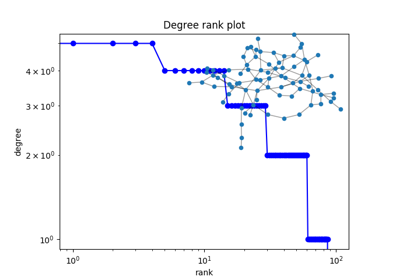 Degree rank plot
degree
4 × 10⁰
3 × 10⁰
2 × 10⁰
10⁰
10⁰
10¹
10²
rank